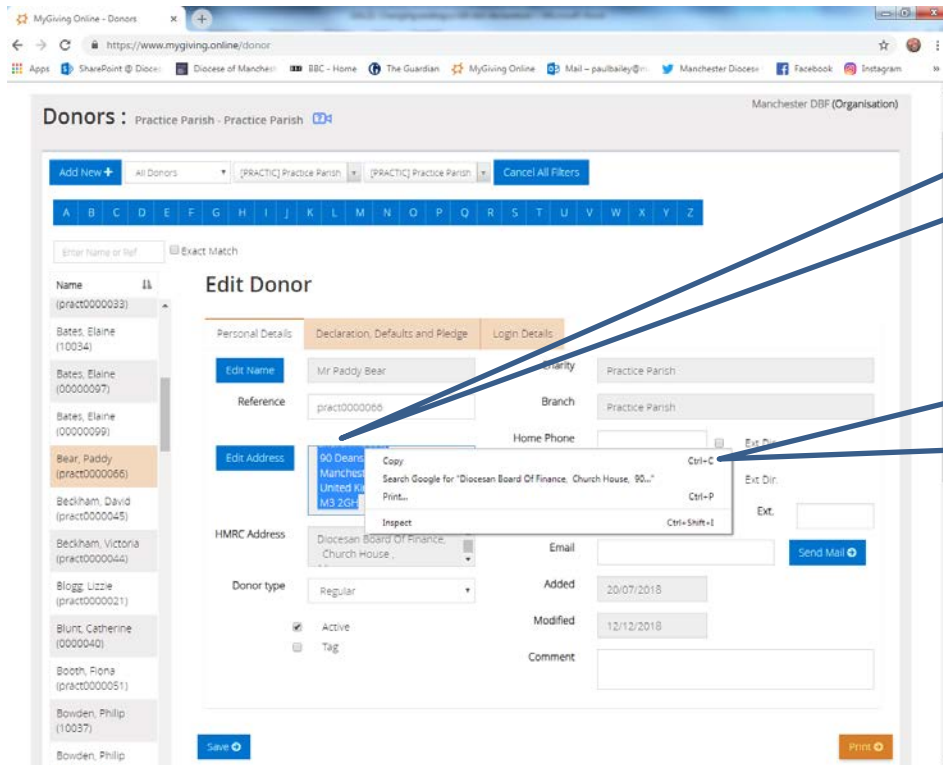 MyGiving Online - Donors
https://www.mygiving.online/donor
Apps SharePoint @ Dioce: Diocese of Manches BBC - Home The Guardian MyGiving Online Mail – paulbailey@ Manchester Diocese Facebook Instagram
Donors : Practice Parish - Practice Parish
Manchester DBF (Organisation)
Add New All Donors [PRACTIC] Practice Parish [PRACTIC] Practice Parish Cancel All Filters
A B C D E F G H I J K L M N O P Q R S T U V W X Y Z
Enter Name or Ref Exact Match
Name
(pract0000033)
Bates, Elaine
(10034)
Bates, Elaine
(00000097)
Bates, Elaine
(00000099)
Bear, Paddy
(pract0000066)
Beckham, David
(pract0000045)
Beckham, Victoria
(pract0000044)
Blogg, Lizzie
(pract0000021)
Blunt, Catherine
(0000040)
Booth, Fiona
(pract0000051)
Bowden, Philip
(10037)
Bowden, Philip
Edit Donor
Personal Details Declaration, Defaults and Pledge Login Details
Edit Name Mr Paddy Bear
Reference pract0000066
Edit Address
90 Deans
Manchest
United Ki
M3 2GH
HMRC Address Diocesan Board Of Finance,
Church House ,
Donor type Regular
Active
Tag
Charity Practice Parish
Branch Practice Parish
Home Phone Ext Dir.
Ext Dir.
Ext.
Copy Ctrl+C
Search Google for "Diocesan Board Of Finance, Church House, 90..."
Print... Ctrl+P
Inspect Ctrl+Shift+I
Email Send Mail
Added 20/07/2018
Modified 12/12/2018
Comment
Save
Print